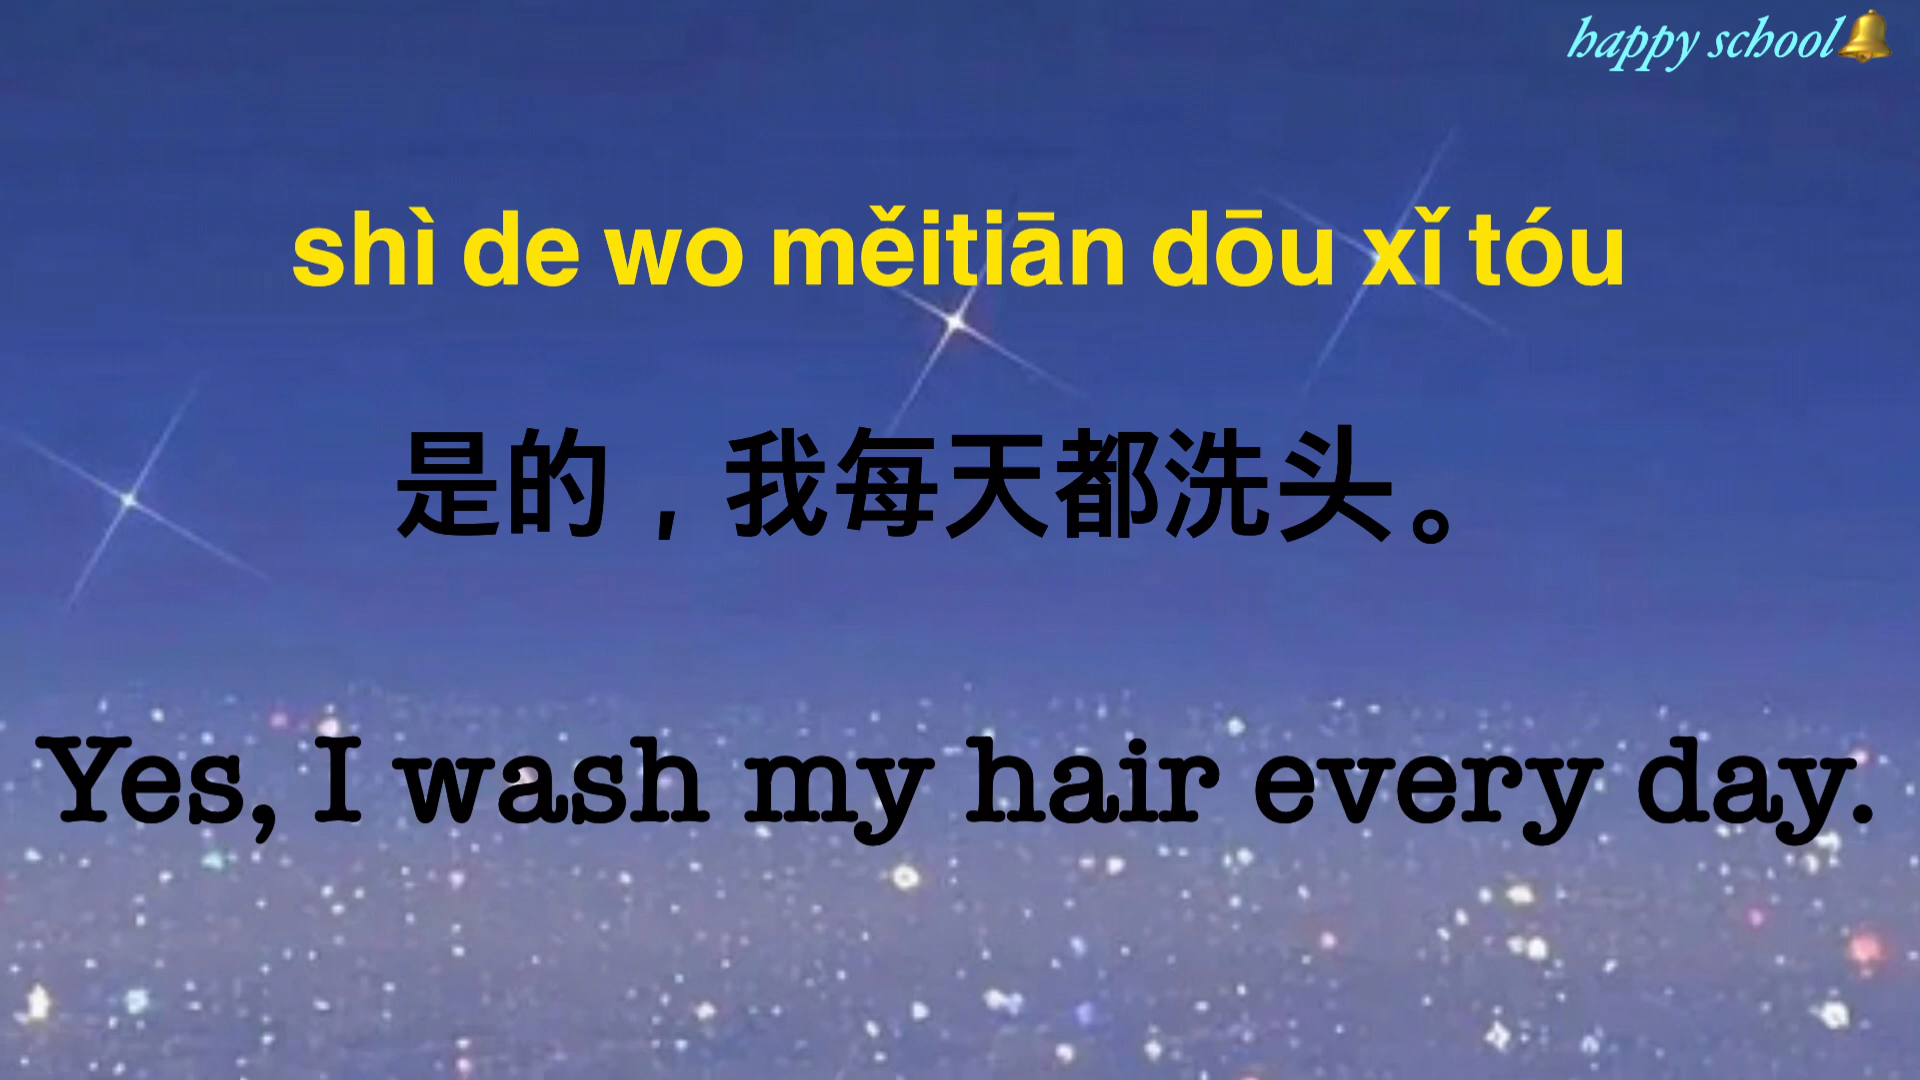 happy school🔔
shì de wo měitiān dōu xǐ tóu
是的，我每天都洗头。
Yes, I wash my hair every day.